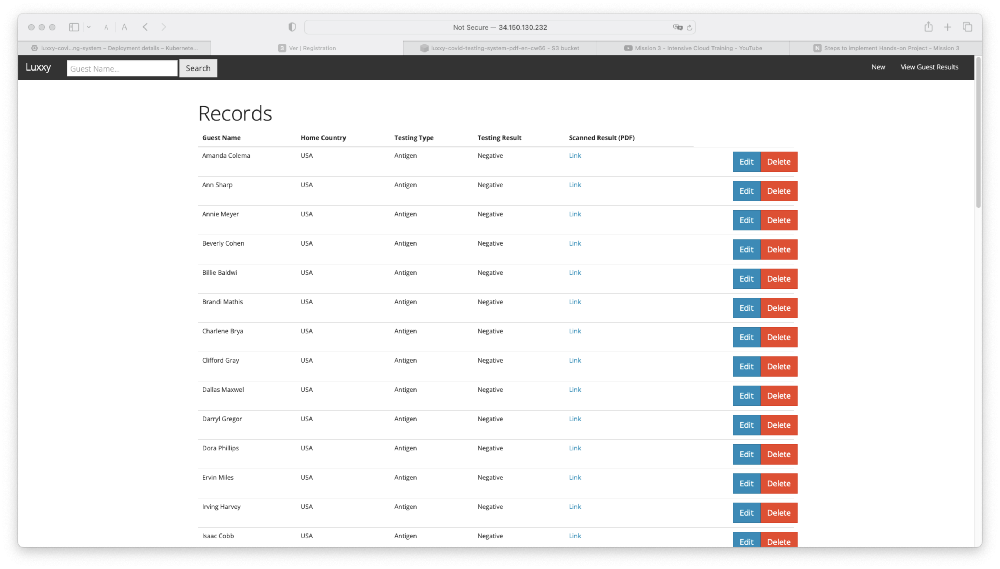 A A Not Secure — 34.150.130.232
luxxy-covi...ng-system – Deployment details – Kubernete... 3 Ver | Registration luxxy-covid-testing-system-pdf-en-cw66 - S3 bucket Mission 3 - Intensive Cloud Training - YouTube N Steps to implement Hands-on Project - Mission 3
Luxxy Guest Name... Search New View Guest Results
Records
Guest Name Home Country Testing Type Testing Result Scanned Result (PDF)
Amanda Colema USA Antigen Negative Link Edit Delete
Ann Sharp USA Antigen Negative Link Edit Delete
Annie Meyer USA Antigen Negative Link Edit Delete
Beverly Cohen USA Antigen Negative Link Edit Delete
Billie Baldwi USA Antigen Negative Link Edit Delete
Brandi Mathis USA Antigen Negative Link Edit Delete
Charlene Brya USA Antigen Negative Link Edit Delete
Clifford Gray USA Antigen Negative Link Edit Delete
Dallas Maxwel USA Antigen Negative Link Edit Delete
Darryl Gregor USA Antigen Negative Link Edit Delete
Dora Phillips USA Antigen Negative Link Edit Delete
Ervin Miles USA Antigen Negative Link Edit Delete
Irving Harvey USA Antigen Negative Link Edit Delete
Isaac Cobb USA Antigen Negative Link Edit Delete